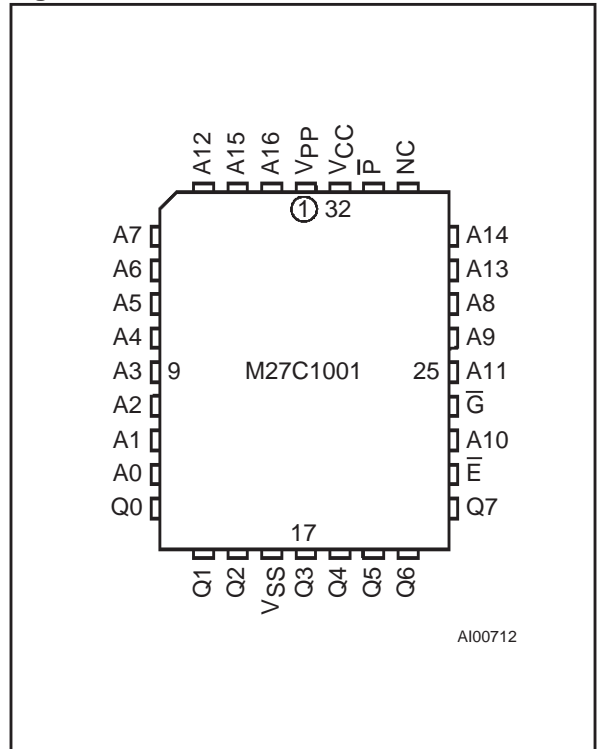 A12 A15 A16 VPP VCC P̅ NC
1 32
A7 A14
A6 A13
A5 A8
A4 A9
A3 9 M27C1001 25 A11
A2 G̅
A1 A10
A0 E̅
Q0 Q7
17
Q1 Q2 VSS Q3 Q4 Q5 Q6
AI00712